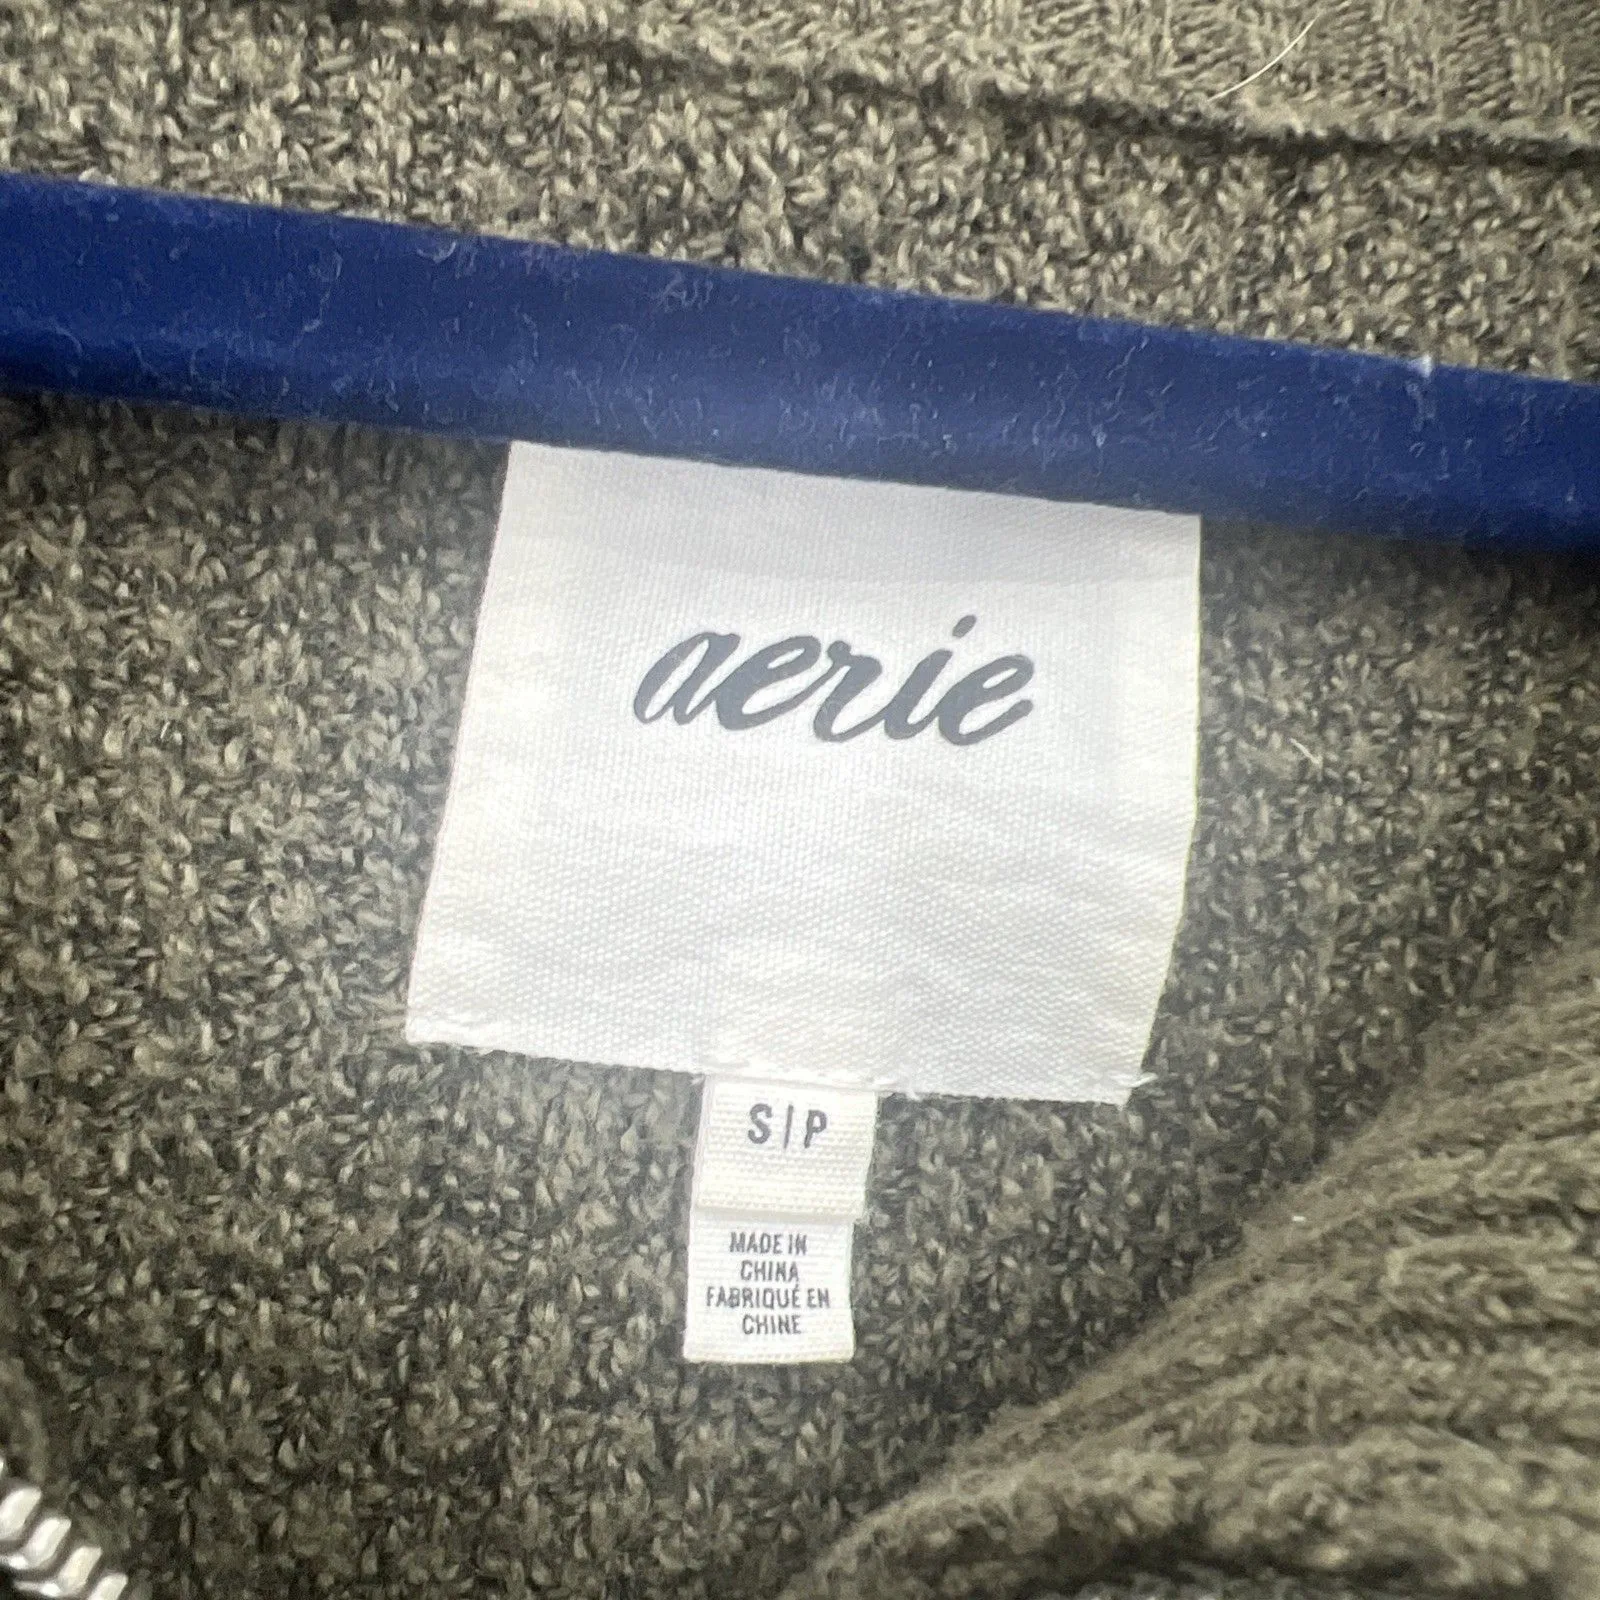 aerie
S|P
MADE IN
CHINA
FABRIQUÉ EN
CHINE